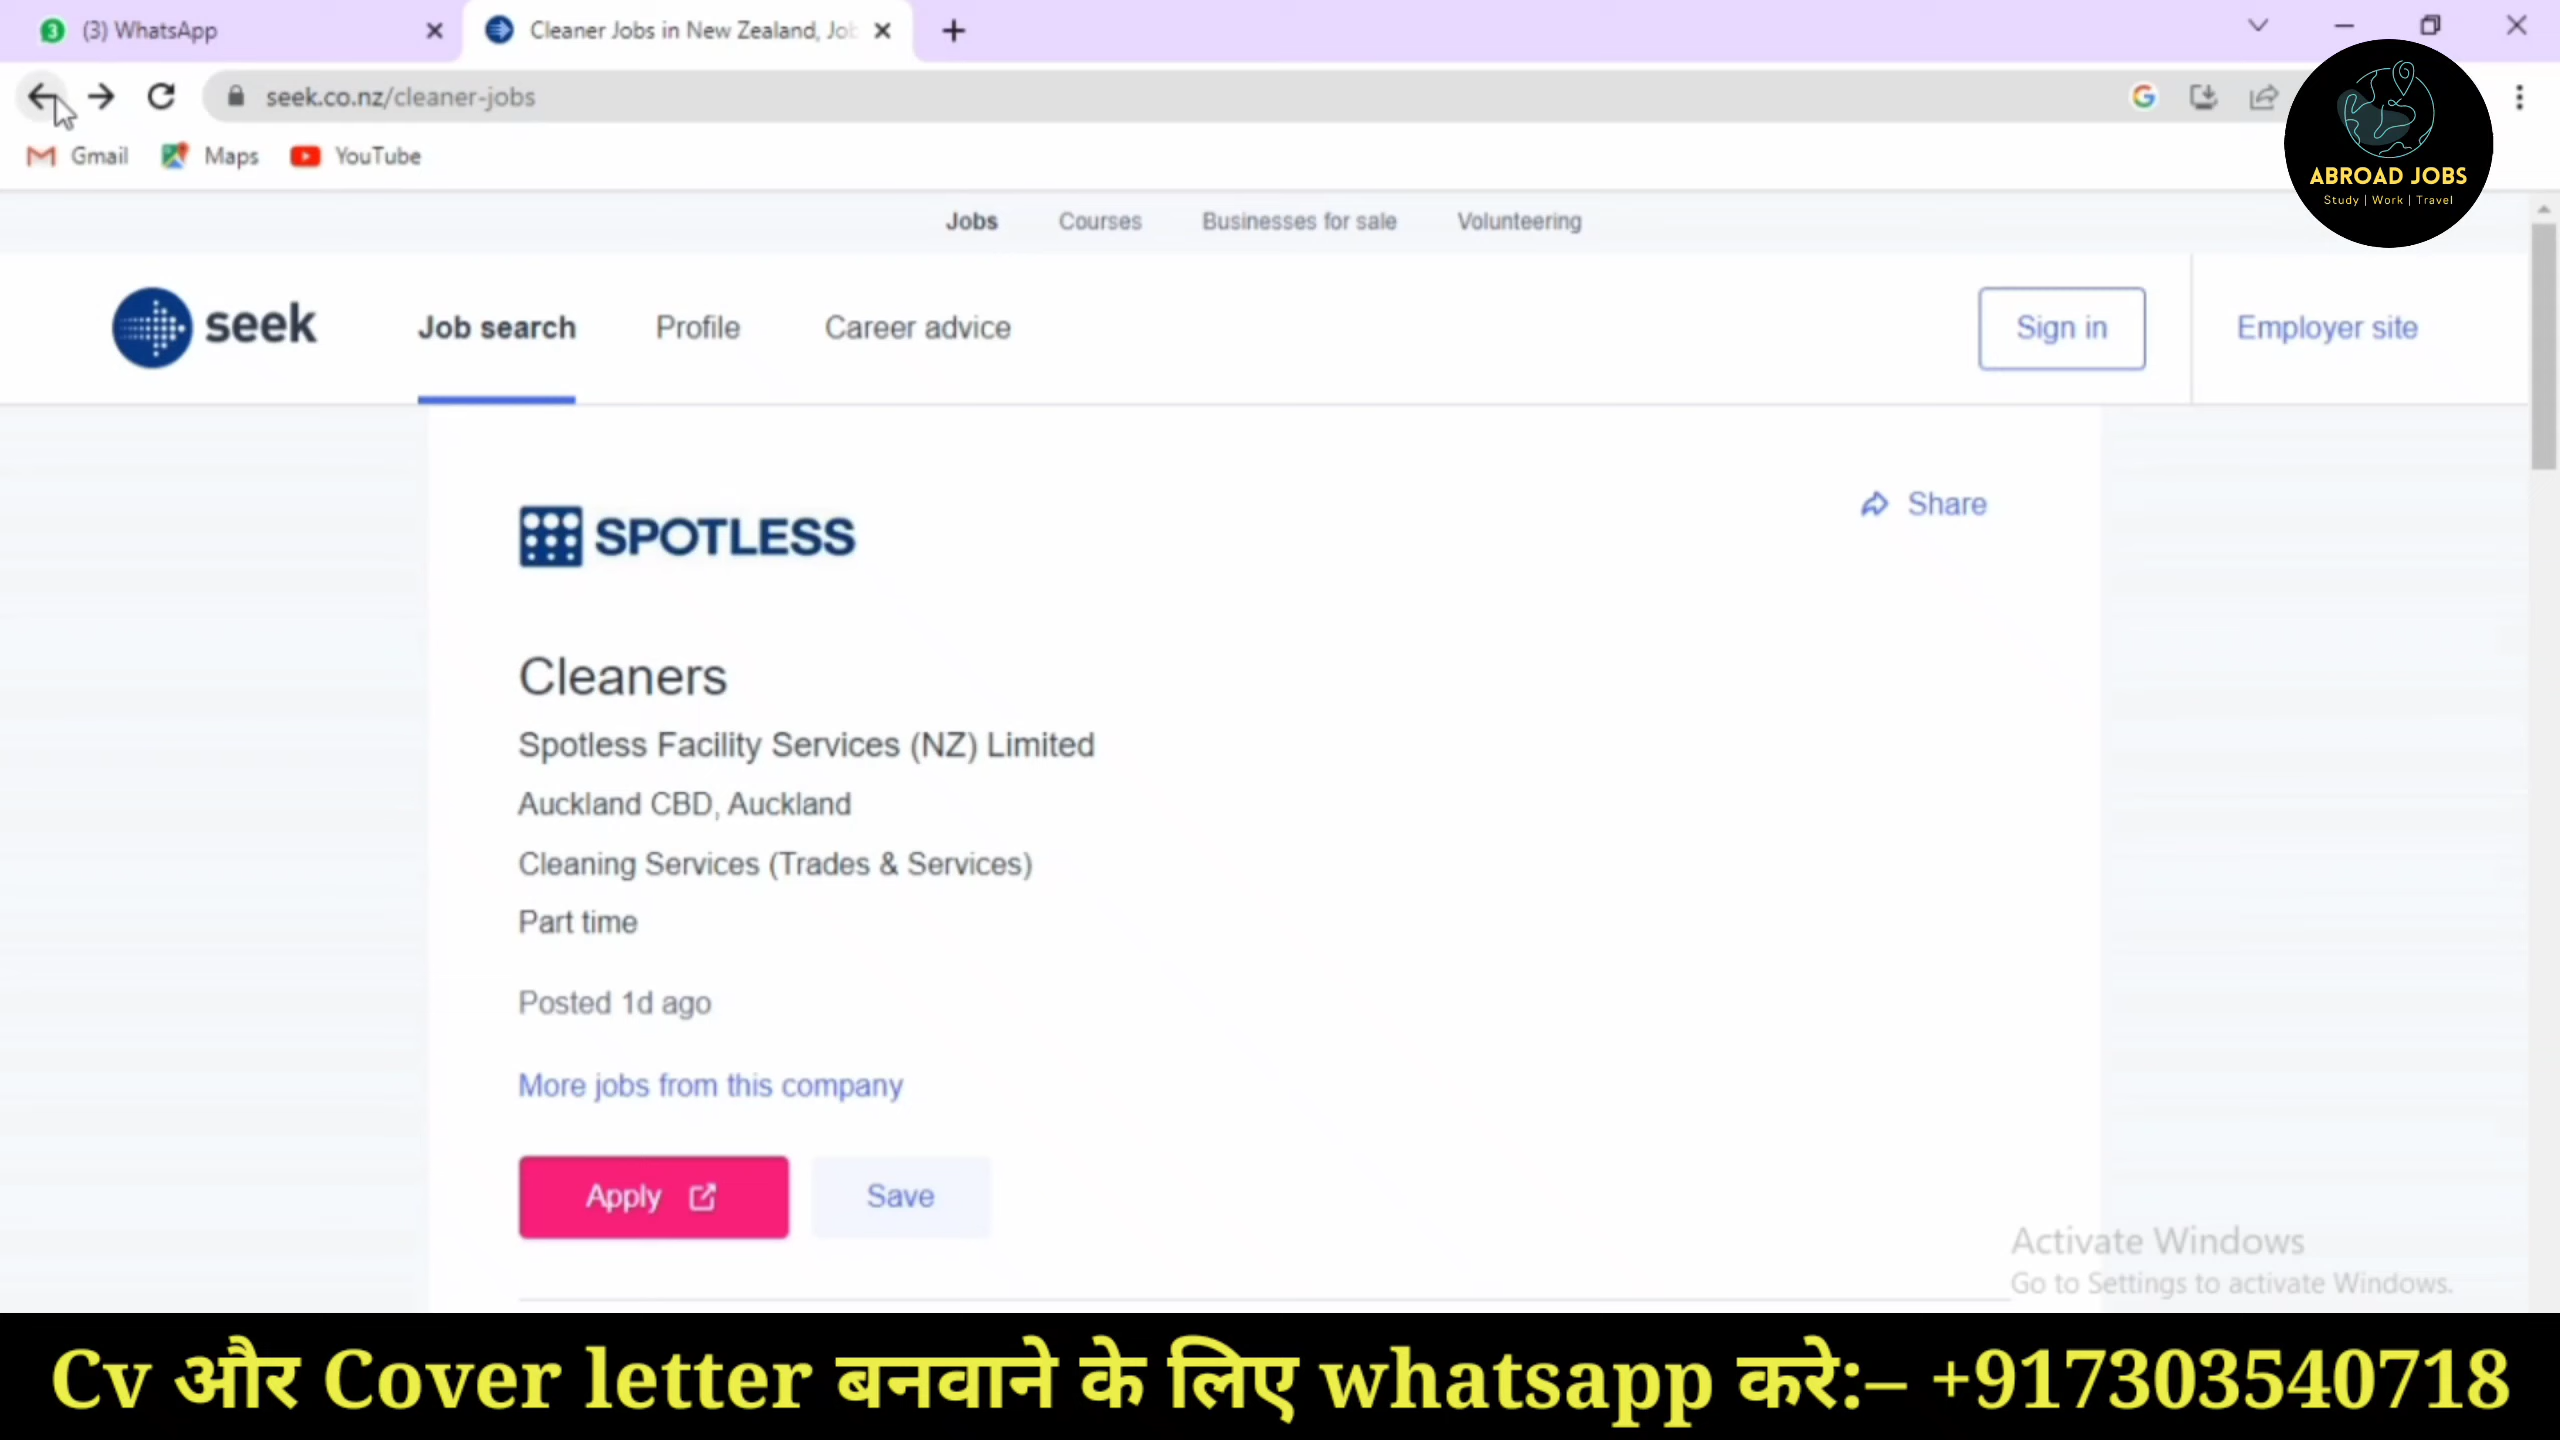 3 (3) WhatsApp
Cleaner Jobs in New Zealand, Job
seek.co.nz/cleaner-jobs
Gmail Maps YouTube
ABROAD JOBS
Study | Work | Travel
Jobs Courses Businesses for sale Volunteering
seek Job search Profile Career advice Sign in Employer site
SPOTLESS
Share
Cleaners
Spotless Facility Services (NZ) Limited
Auckland CBD, Auckland
Cleaning Services (Trades & Services)
Part time
Posted 1d ago
More jobs from this company
Apply Save
Activate Windows
Go to Settings to activate Windows.
Cv और Cover letter बनवाने के लिए whatsapp करे:– +917303540718